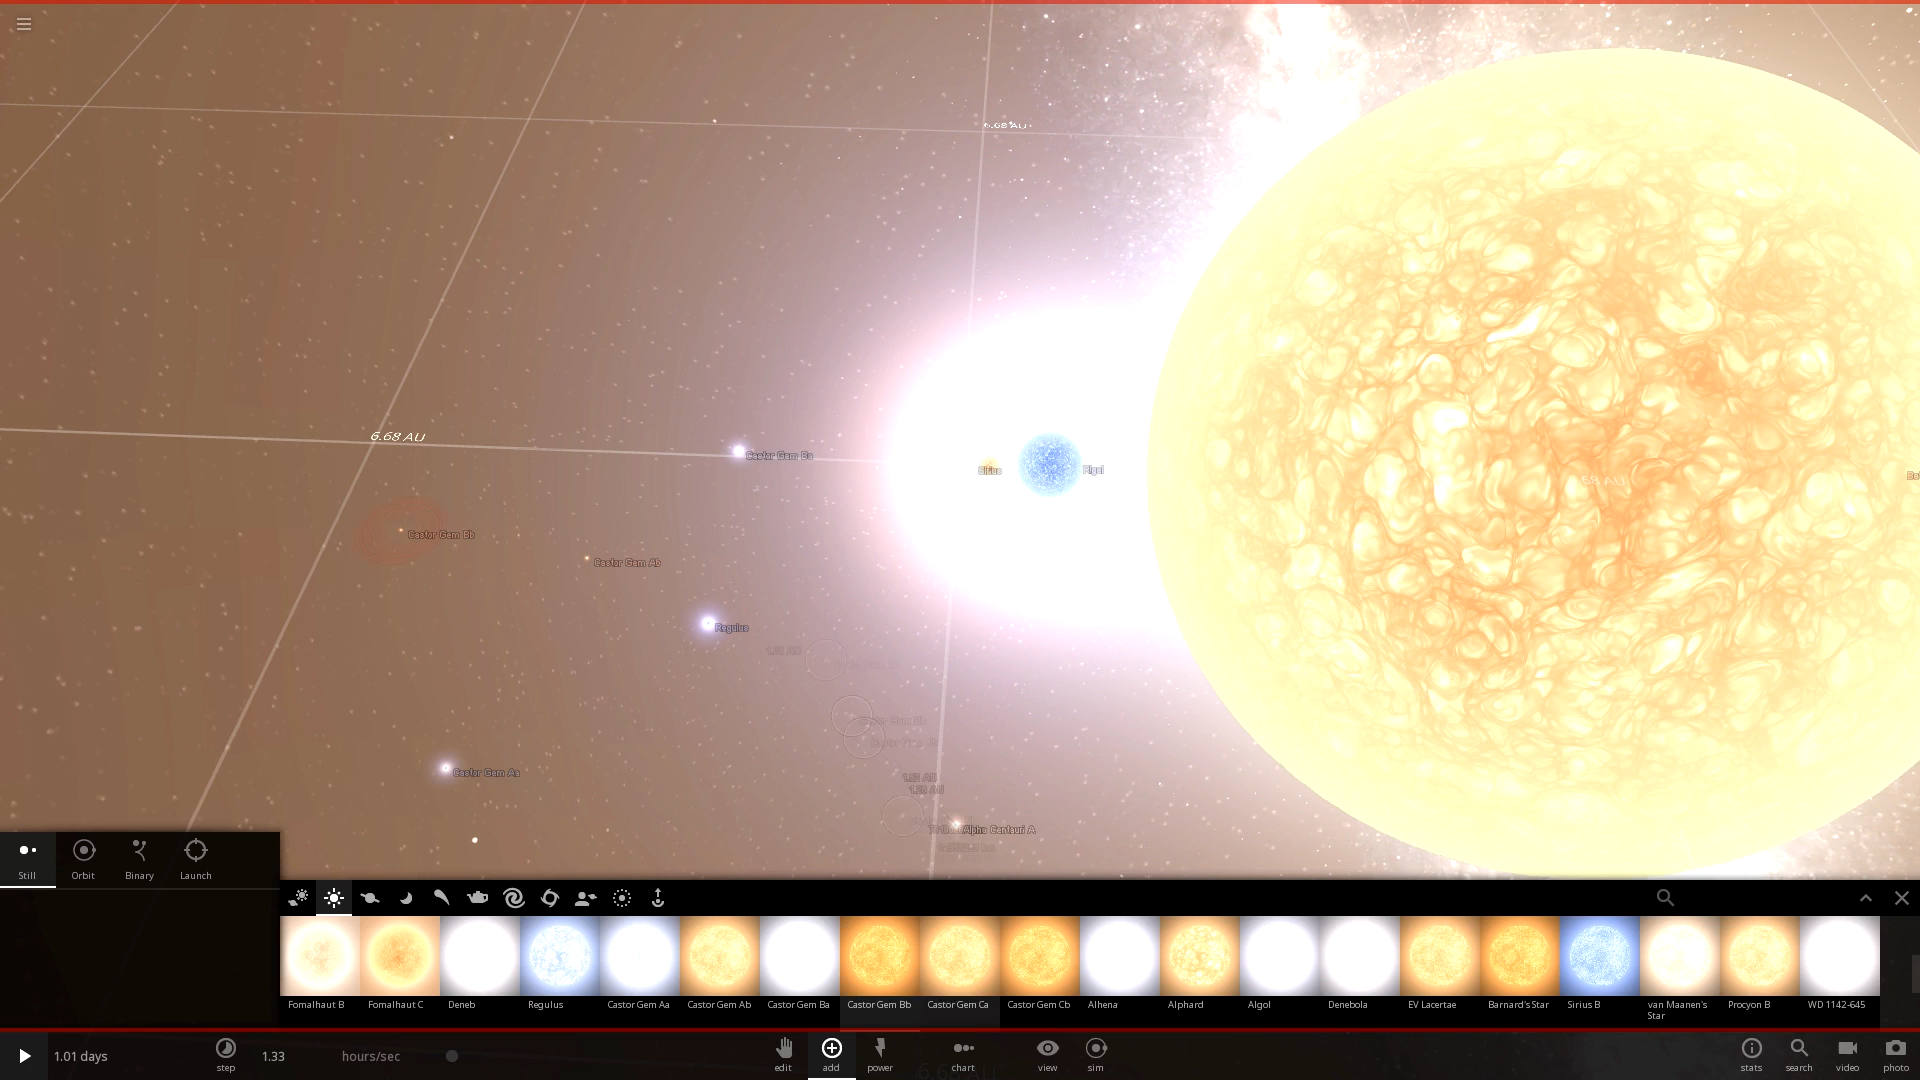 6.68 AU
6.68 AU
Castor Gem Ba
Sirius
Rigel
Castor Gem Bb
Castor Gem Ab
Regulus
Castor Gem Aa
Alpha Centauri A
Still
Orbit
Binary
Launch
Fomalhaut B
Fomalhaut C
Deneb
Regulus
Castor Gem Aa
Castor Gem Ab
Castor Gem Ba
Castor Gem Bb
Castor Gem Ca
Castor Gem Cb
Alhena
Alphard
Algol
Denebola
EV Lacertae
Barnard's Star
Sirius B
van Maanen's
Star
Procyon B
WD 1142-645
1.01 days
step
1.33
hours/sec
edit
add
power
chart
view
sim
stats
search
video
photo